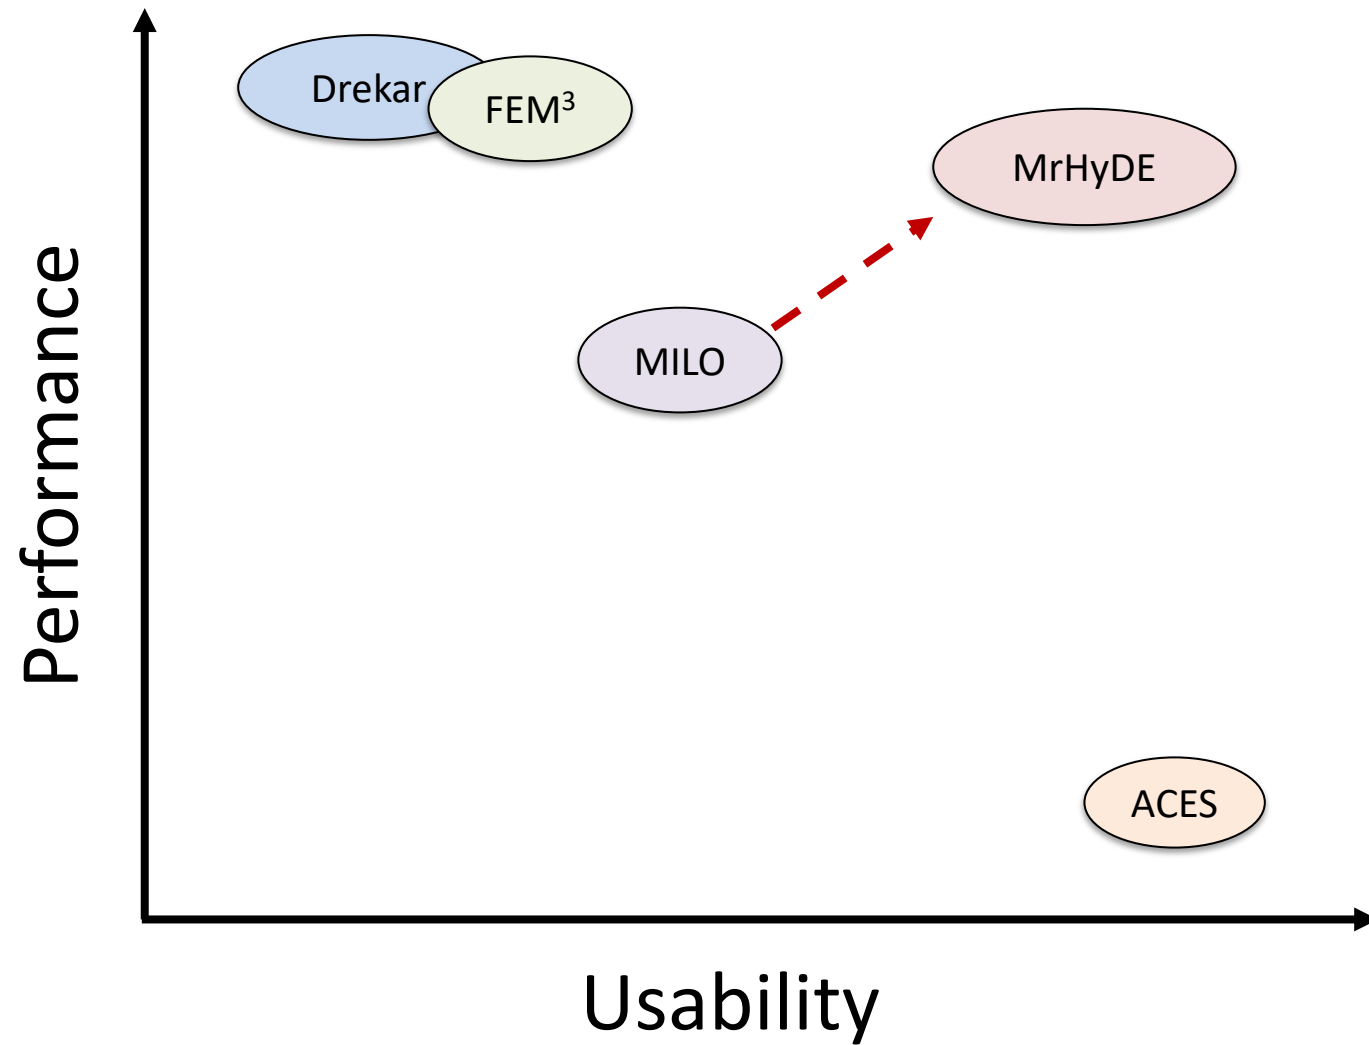 Drekar
FEM³
MrHyDE
MILO
ACES
Performance
Usability